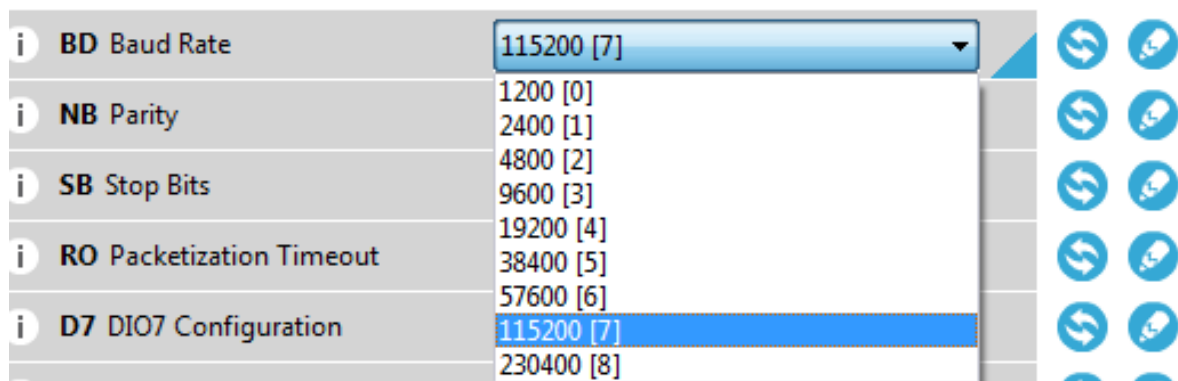 i BD Baud Rate 115200 [7]
1200 [0]
i NB Parity
2400 [1]
4800 [2]
i SB Stop Bits
9600 [3]
19200 [4]
i RO Packetization Timeout
38400 [5]
57600 [6]
i D7 DIO7 Configuration
115200 [7]
230400 [8]